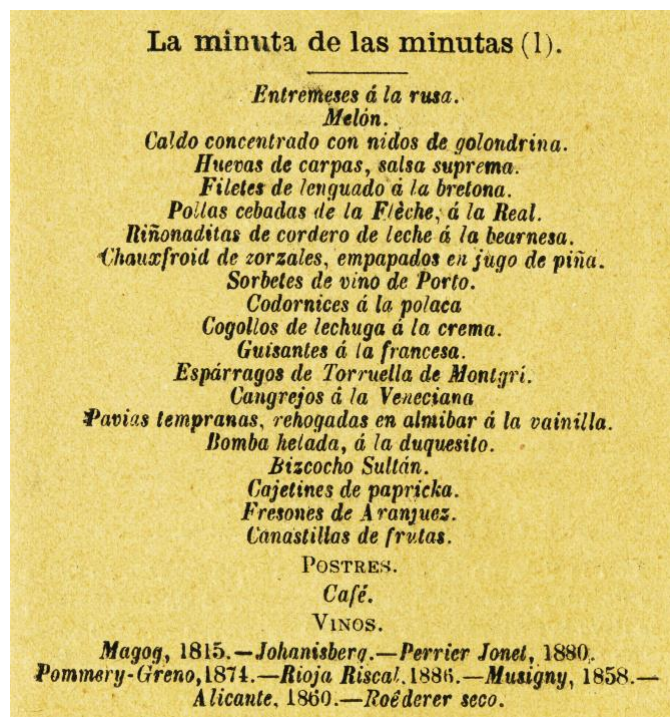 La minuta de las minutas (1).
Entremeses á la rusa.
Melón.
Caldo concentrado con nidos de golondrina.
Huevas de carpas, salsa suprema.
Filetes de lenguado á la bretona.
Pollas cebadas de la Flèche, á la Real.
Riñonaditas de cordero de leche á la bearnesa.
Chauxfroid de zorzales, empapados en jugo de piña.
Sorbetes de vino de Porto.
Codornices á la polaca
Cogollos de lechuga á la crema.
Guisantes á la francesa.
Espárragos de Torruella de Montgrí.
Cangrejos á la Veneciana
Pavias tempranas, rehogadas en almibar á la vainilla.
Bomba helada, á la duquesito.
Bizcocho Sultán.
Cajetines de papricka.
Fresones de Aranjuez.
Canastillas de frutas.
POSTRES.
Café.
VINOS.
Magog, 1815.—Johanisberg.—Perrier Jonet, 1880.
Pommery-Greno, 1874.—Rioja Riscal, 1886.—Musigny, 1858.—
Alicante, 1860.—Roêderer seco.